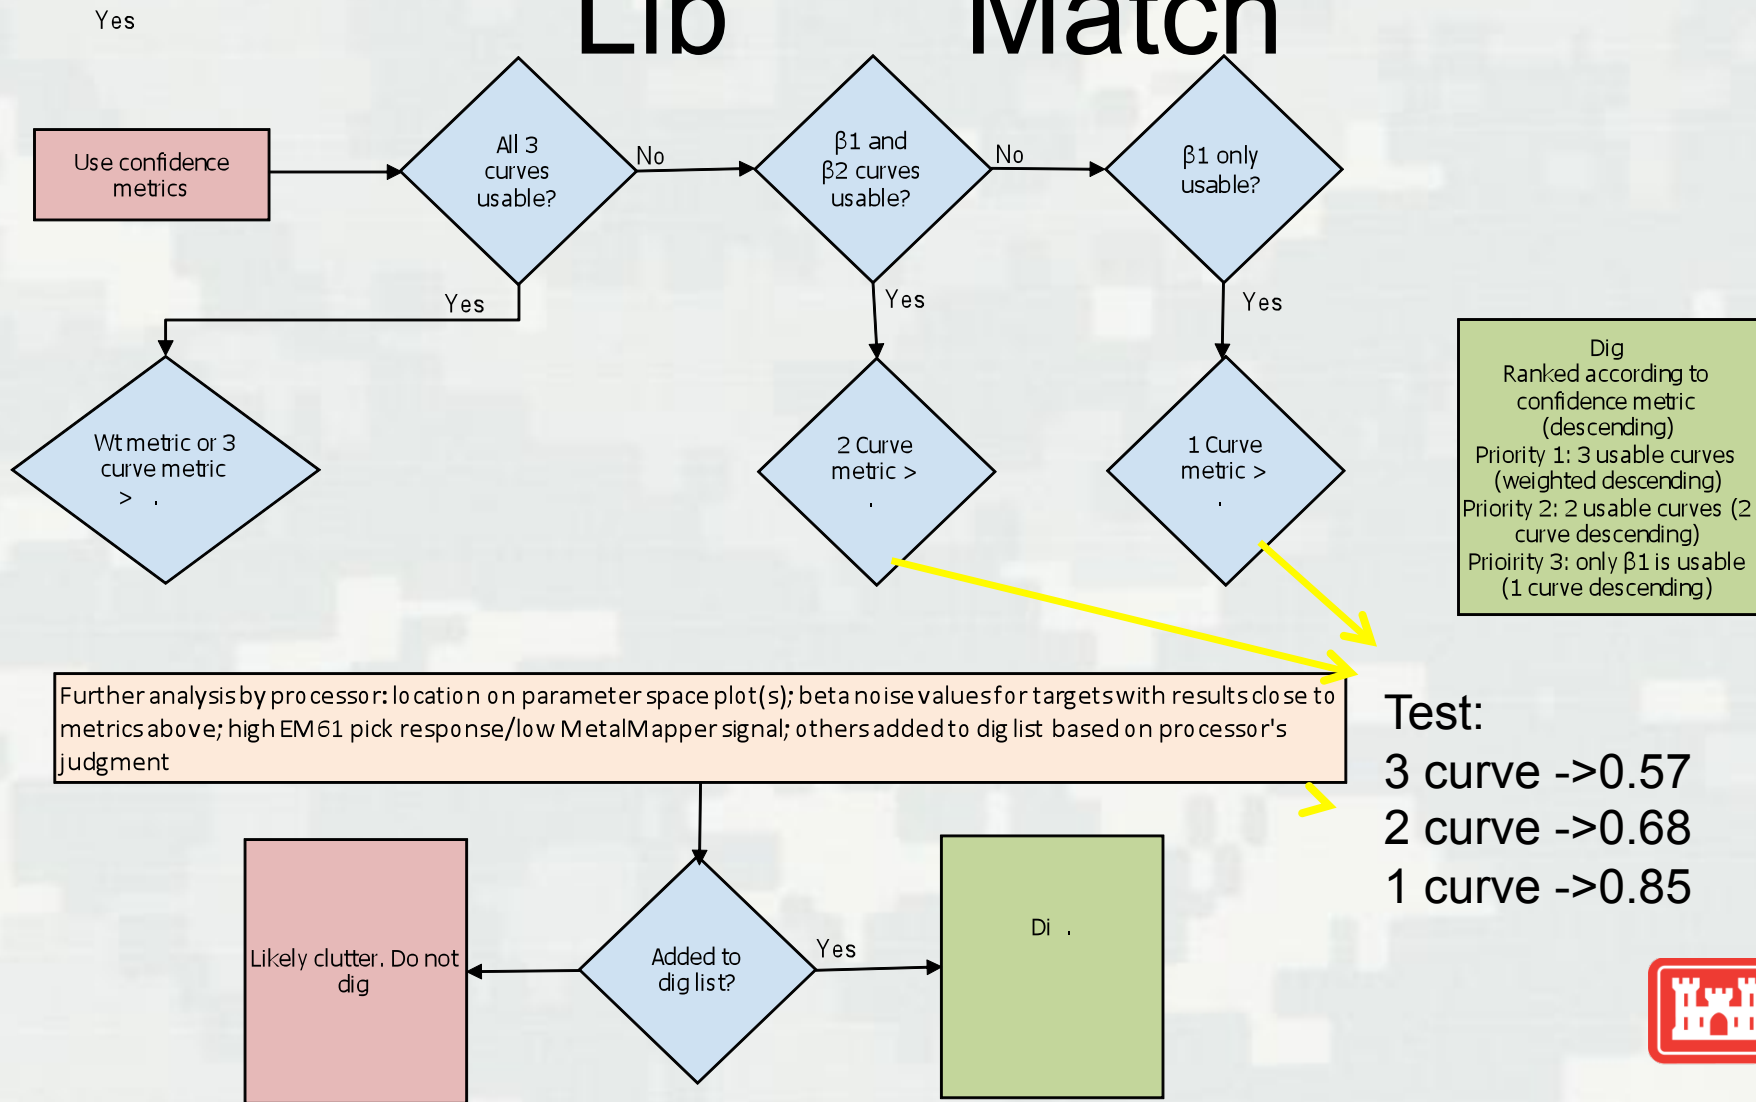 Lib Match
Yes
Use confidence
metrics
All 3
curves
usable?
No
β1 and
β2 curves
usable?
No
β1 only
usable?
Yes
Yes
Yes
Wt metric or 3
curve metric
> .
2 Curve
metric >
.
1 Curve
metric >
.
Dig
Ranked according to
confidence metric
(descending)
Priority 1: 3 usable curves
(weighted descending)
Priority 2: 2 usable curves (2
curve descending)
Prioirity 3: only β1 is usable
(1 curve descending)
Further analysis by processor: location on parameter space plot(s); beta noise values for targets with results close to
metrics above; high EM61 pick response/low MetalMapper signal; others added to dig list based on processor's
judgment
Test:
3 curve ->0.57
2 curve ->0.68
1 curve ->0.85
Likely clutter. Do not
dig
Added to
dig list?
Yes
Di .